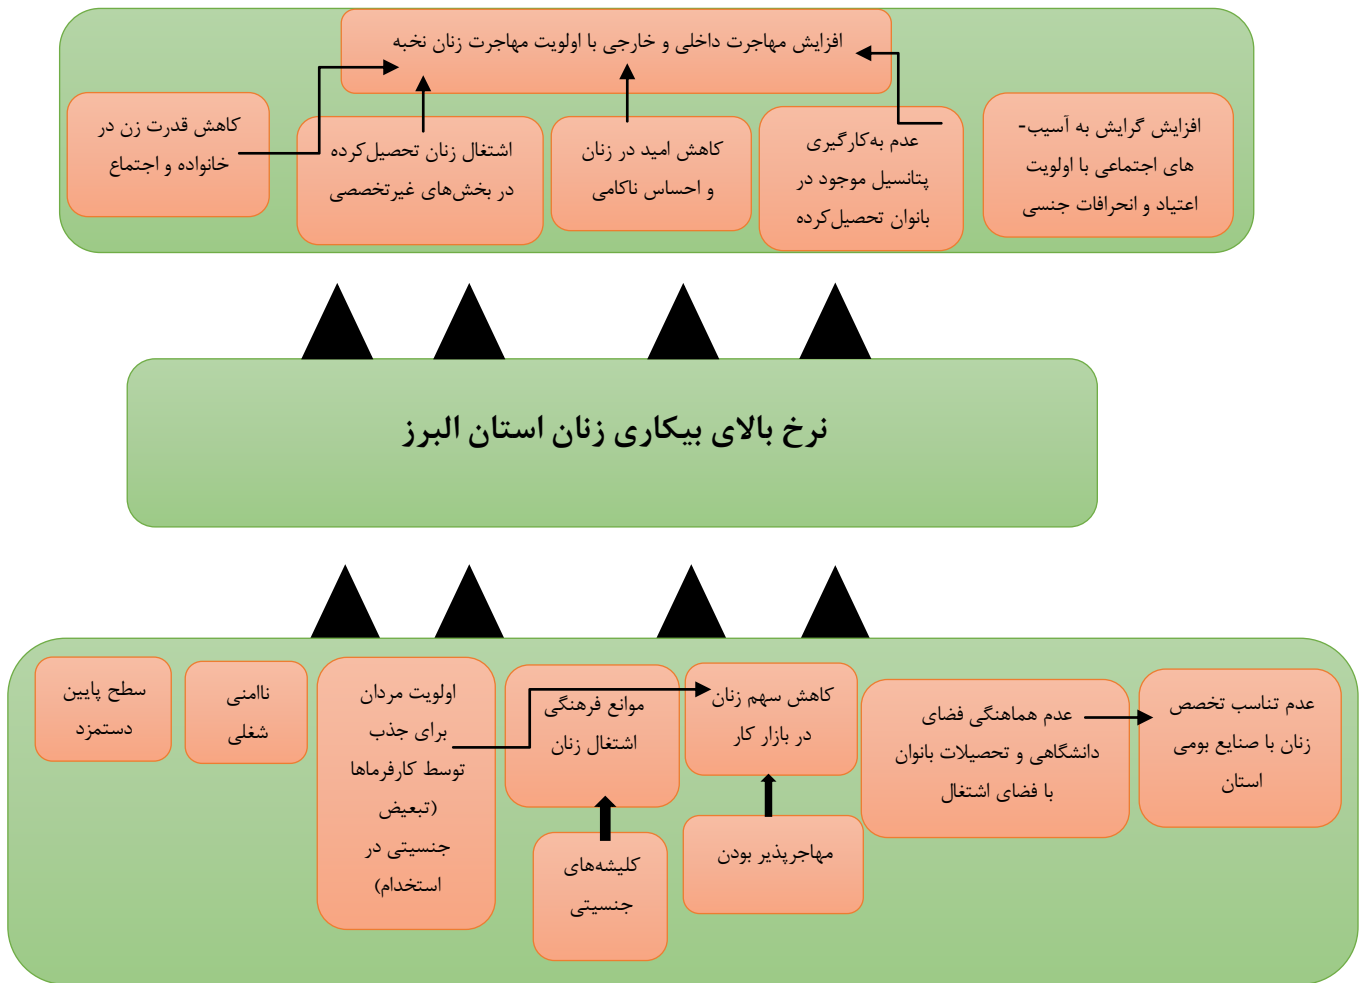 افزایش مهاجرت داخلی و خارجی با اولویت مهاجرت زنان نخبه
افزایش گرایش به آسیب-
های اجتماعی با اولویت
اعتیاد و انحرافات جنسی
عدم به‌کارگیری
پتانسیل موجود در
بانوان تحصیل‌کرده
کاهش امید در زنان
و احساس ناکامی
اشتغال زنان تحصیل‌کرده
در بخش‌های غیرتخصصی
کاهش قدرت زن در
خانواده و اجتماع
نرخ بالای بیکاری زنان استان البرز
عدم تناسب تخصص
زنان با صنایع بومی
استان
عدم هماهنگی فضای
دانشگاهی و تحصیلات بانوان
با فضای اشتغال
کاهش سهم زنان
در بازار کار
موانع فرهنگی
اشتغال زنان
اولویت مردان
برای جذب
توسط کارفرماها
(تبعیض
جنسیتی در
استخدام)
ناامنی
شغلی
سطح پایین
دستمزد
مهاجرپذیر بودن
کلیشه‌های
جنسیتی